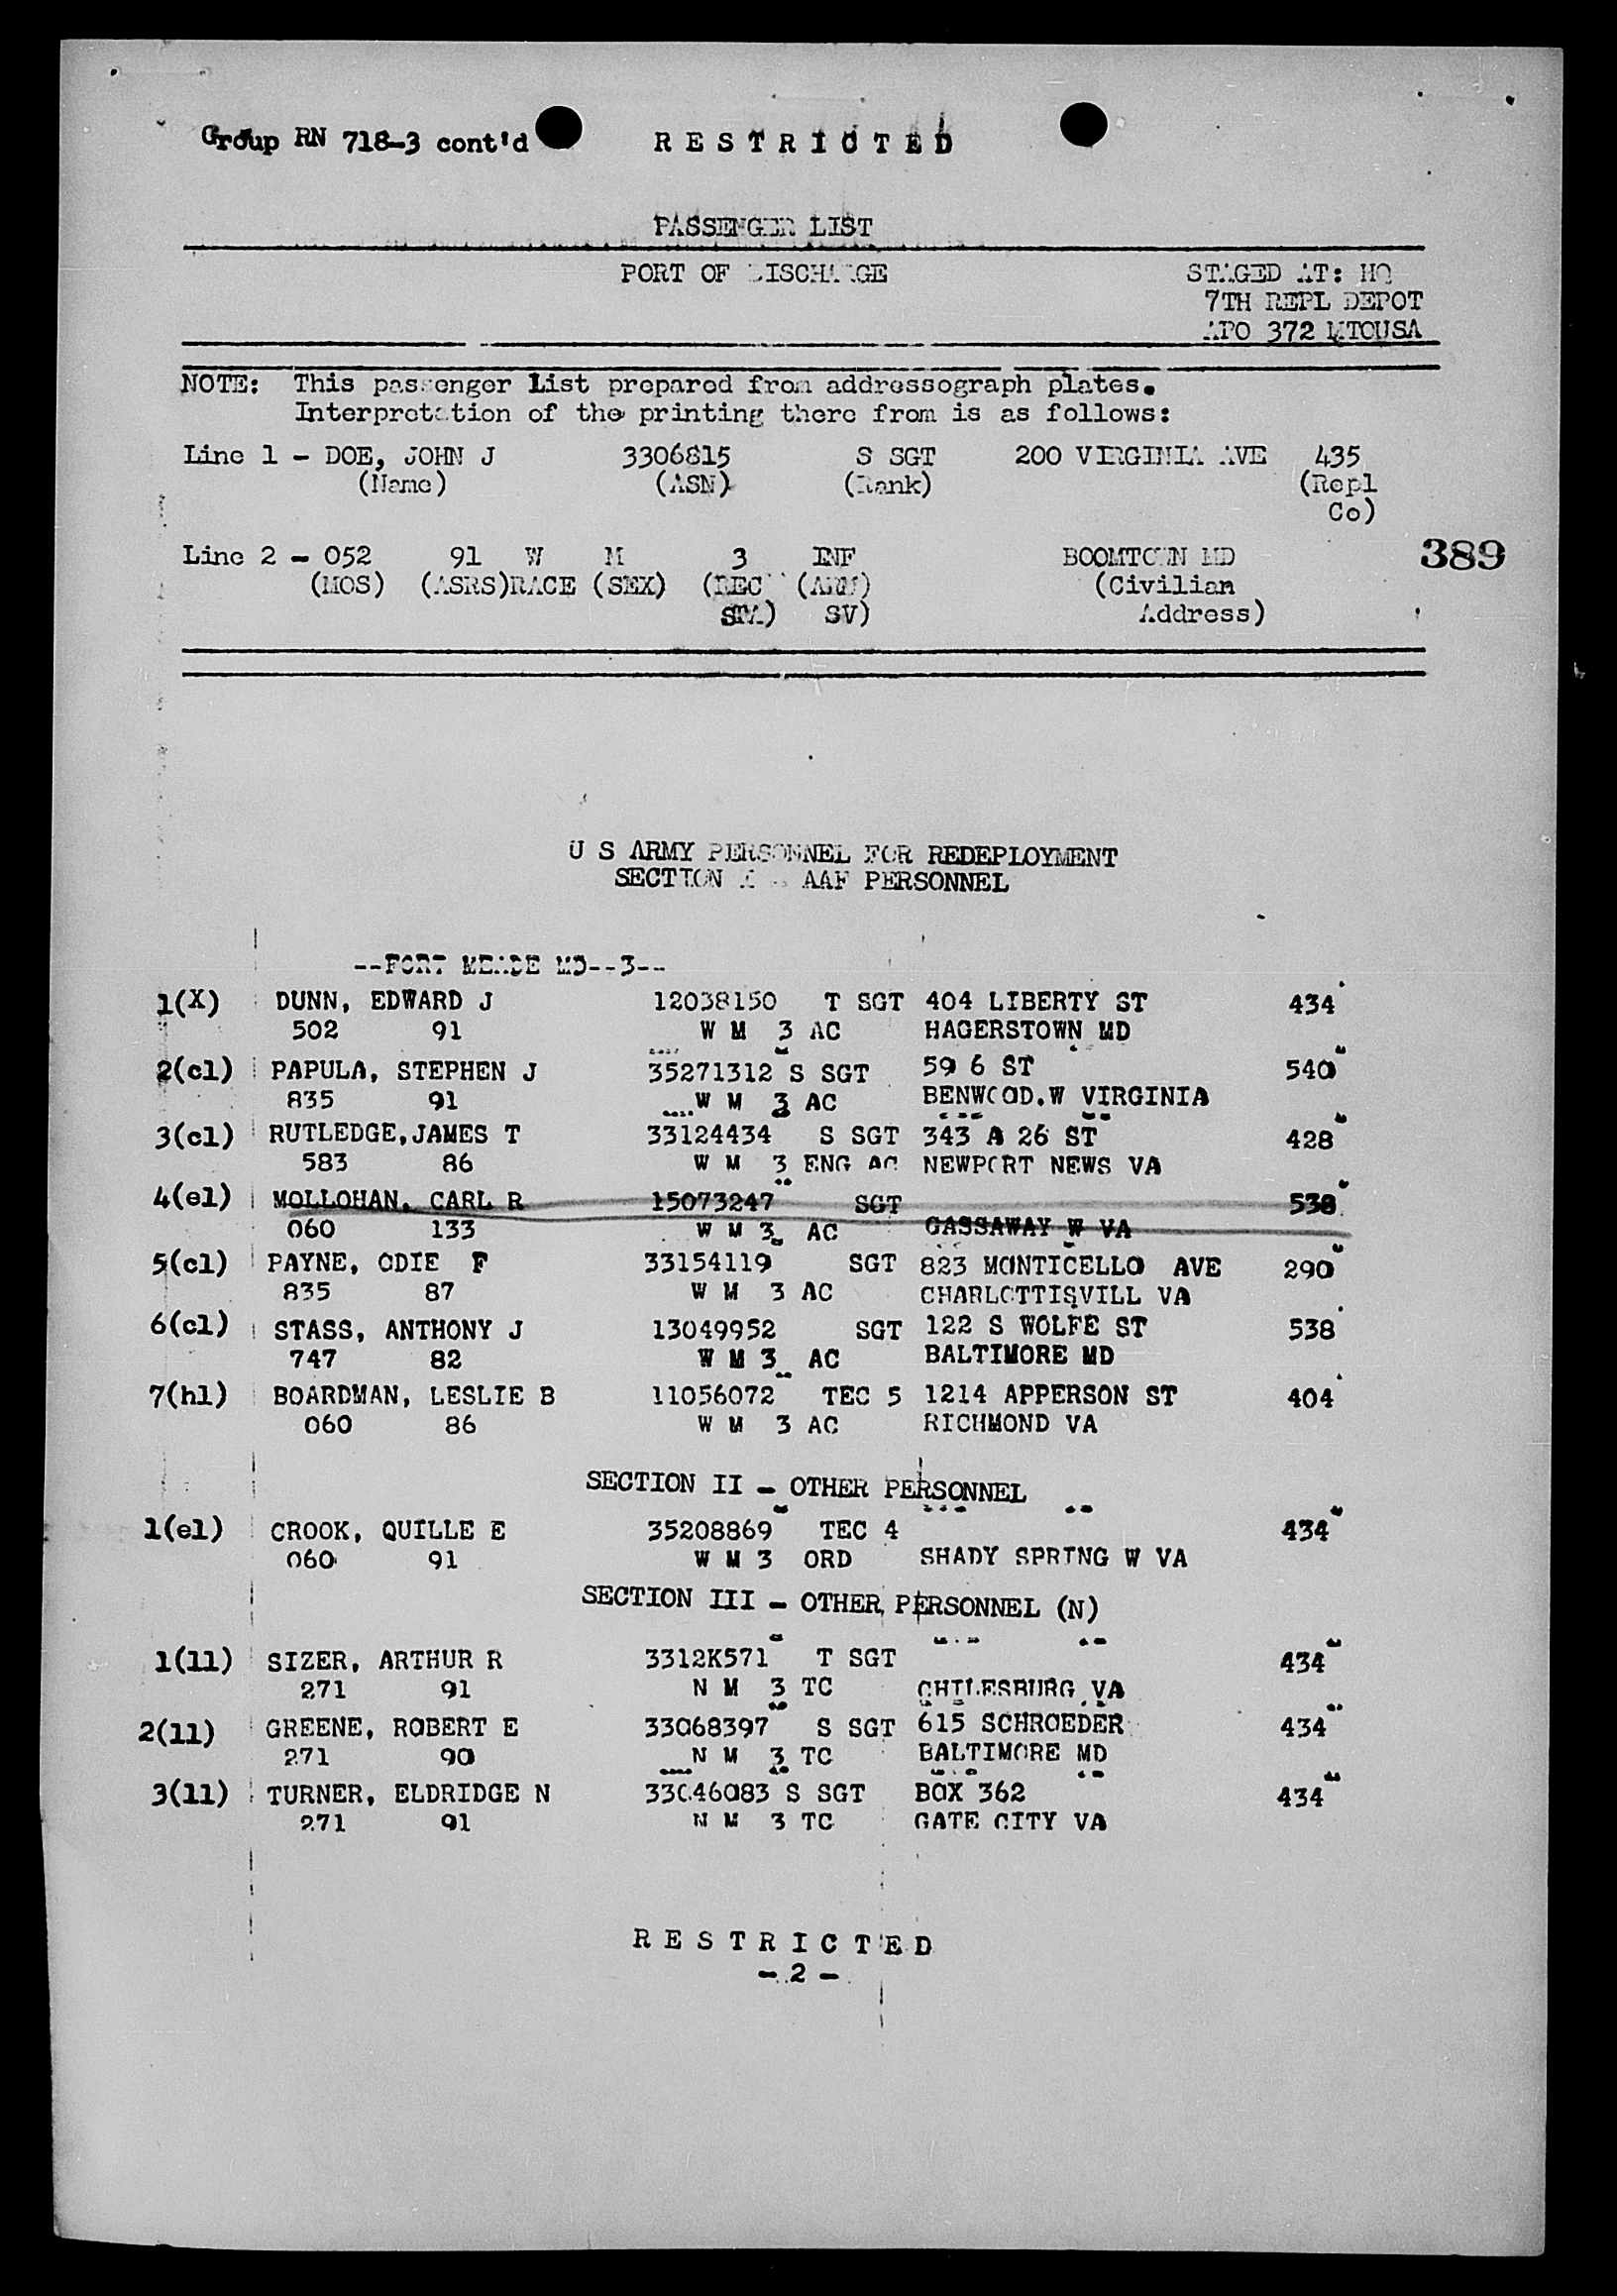 Group RN 718-3 cont'd R E S T R I C T E D
PASSENGER LIST
PORT OF DISCHARGE STAGED AT: HQ
7TH REPL DEPOT
APO 372 MTOUSA
NOTE: This passenger List prepared from addressograph plates.
Interpretation of the printing there from is as follows:
Line 1 - DOE, JOHN J 3306815 S SGT 200 VIRGINIA AVE 435
(Name) (ASN) (Rank) (Repl
Co)
Line 2 - 052 91 W M 3 INF BOOMTOWN MD 389
(MOS) (ASRS)RACE (SEX) (REC (ARM) (Civilian
STA) SV) Address)
U S ARMY PERSONNEL FOR REDEPLOYMENT
SECTION AAF PERSONNEL
--FORT MEADE MD--3--
1(X) DUNN, EDWARD J 12038150 T SGT 404 LIBERTY ST 434
502 91 W M 3 AC HAGERSTOWN MD
2(cl) PAPULA, STEPHEN J 35271312 S SGT 59 6 ST 540
835 91 W M 3 AC BENWOOD.W VIRGINIA
3(cl) RUTLEDGE,JAMES T 33124434 S SGT 343 A 26 ST 428
583 86 W M 3 ENG AC NEWPORT NEWS VA
4(el) MOLLOHAN, CARL R 15073247 SGT 538
060 133 W M 3 AC GASSAWAY W VA
5(cl) PAYNE, ODIE F 33154119 SGT 823 MONTICELLO AVE 290
835 87 W M 3 AC CHARLOTTISVILL VA
6(cl) STASS, ANTHONY J 13049952 SGT 122 S WOLFE ST 538
747 82 W M 3 AC BALTIMORE MD
7(hl) BOARDMAN, LESLIE B 11056072 TEC 5 1214 APPERSON ST 404
060 86 W M 3 AC RICHMOND VA
SECTION II - OTHER PERSONNEL
1(el) CROOK, QUILLE E 35208869 TEC 4 434
060 91 W M 3 ORD SHADY SPRING W VA
SECTION III - OTHER PERSONNEL (N)
1(ll) SIZER, ARTHUR R 3312K571 T SGT 434
271 91 N M 3 TC CHILESBURG VA
2(ll) GREENE, ROBERT E 33068397 S SGT 615 SCHROEDER 434
271 90 N M 3 TC BALTIMORE MD
3(ll) TURNER, ELDRIDGE N 33046083 S SGT BOX 362 434
271 91 N M 3 TC GATE CITY VA
R E S T R I C T E D
- 2 -